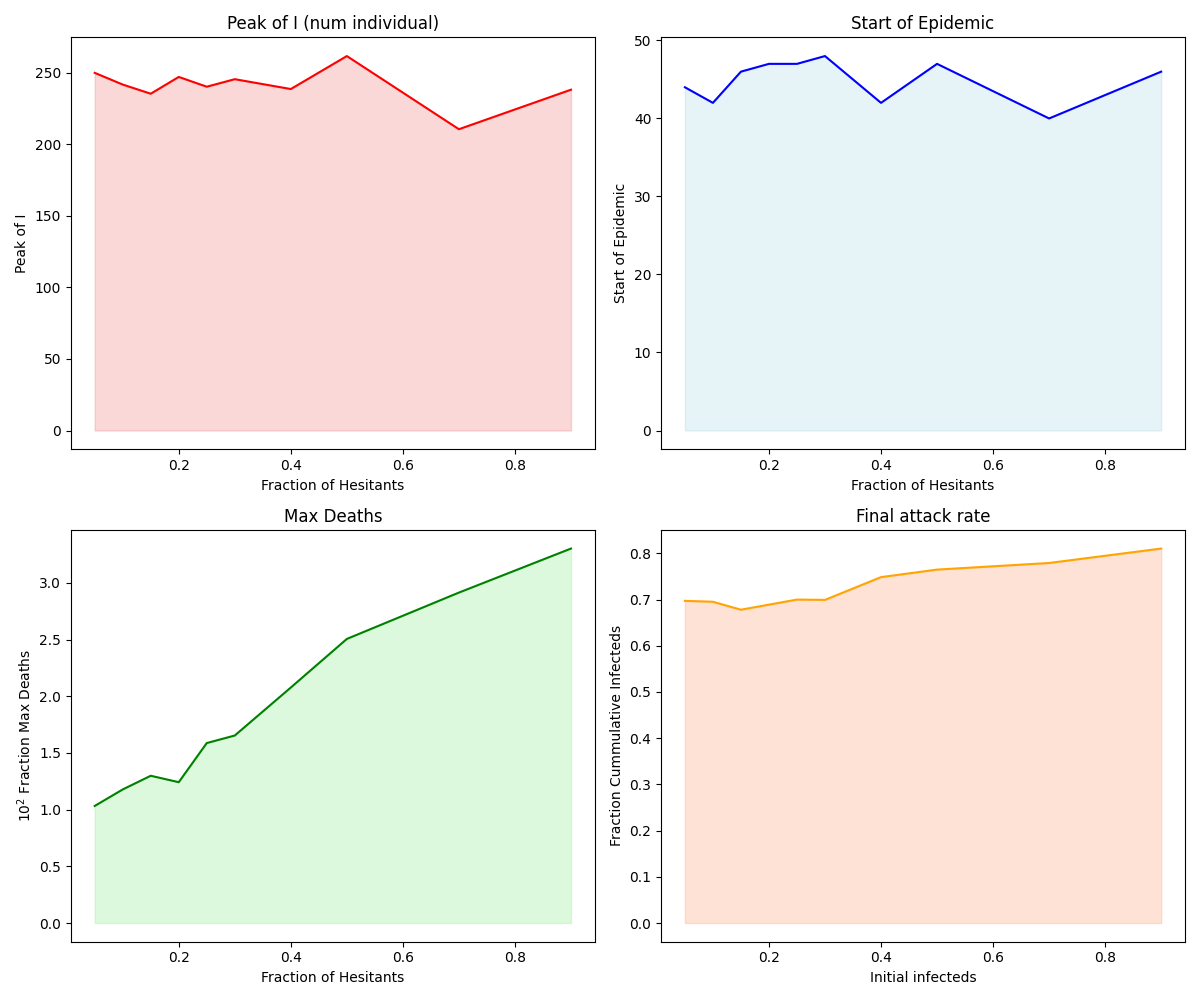 Peak of I (num individual)
Peak of I
250
200
150
100
50
0
0.2 0.4 0.6 0.8
Fraction of Hesitants
Start of Epidemic
Start of Epidemic
50
40
30
20
10
0
0.2 0.4 0.6 0.8
Fraction of Hesitants
Max Deaths
10² Fraction Max Deaths
3.0
2.5
2.0
1.5
1.0
0.5
0.0
0.2 0.4 0.6 0.8
Fraction of Hesitants
Final attack rate
Fraction Cummulative Infecteds
0.8
0.7
0.6
0.5
0.4
0.3
0.2
0.1
0.0
0.2 0.4 0.6 0.8
Initial infecteds